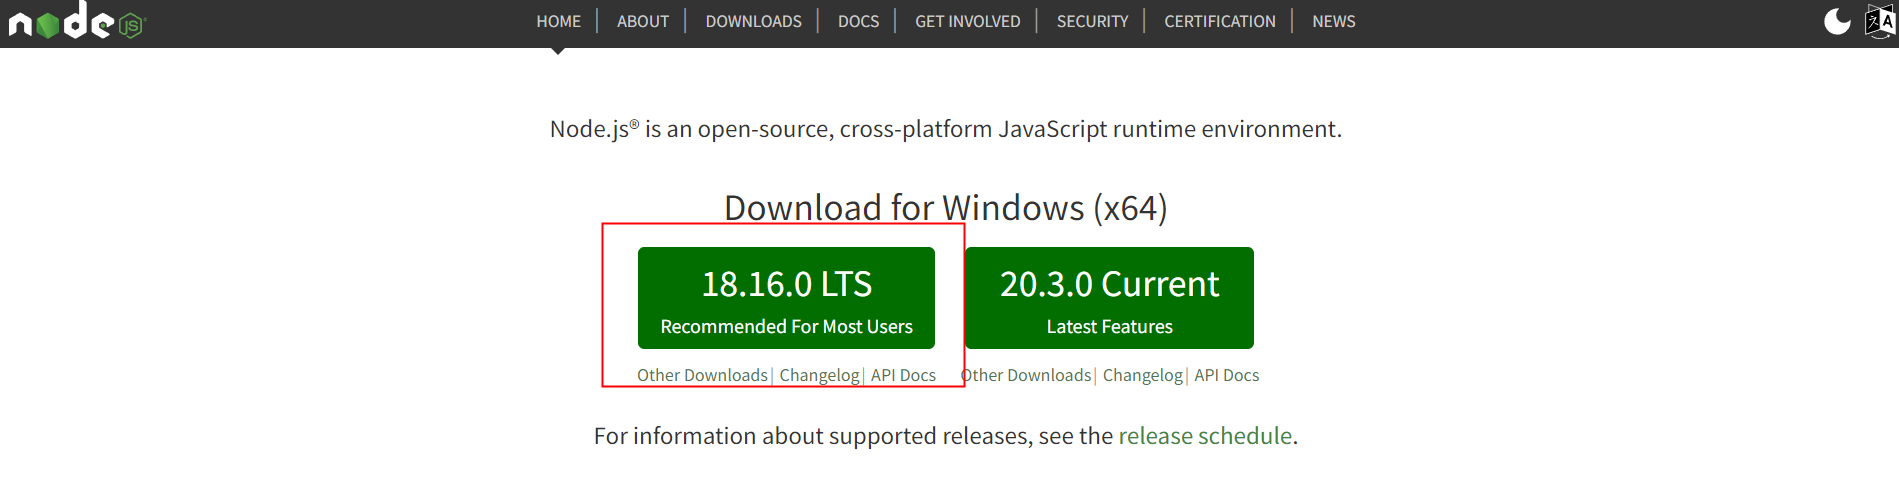 node JS
HOME | ABOUT | DOWNLOADS | DOCS | GET INVOLVED | SECURITY | CERTIFICATION | NEWS
Node.js® is an open-source, cross-platform JavaScript runtime environment.
Download for Windows (x64)
18.16.0 LTS
Recommended For Most Users
Other Downloads | Changelog | API Docs
20.3.0 Current
Latest Features
Other Downloads | Changelog | API Docs
For information about supported releases, see the release schedule.